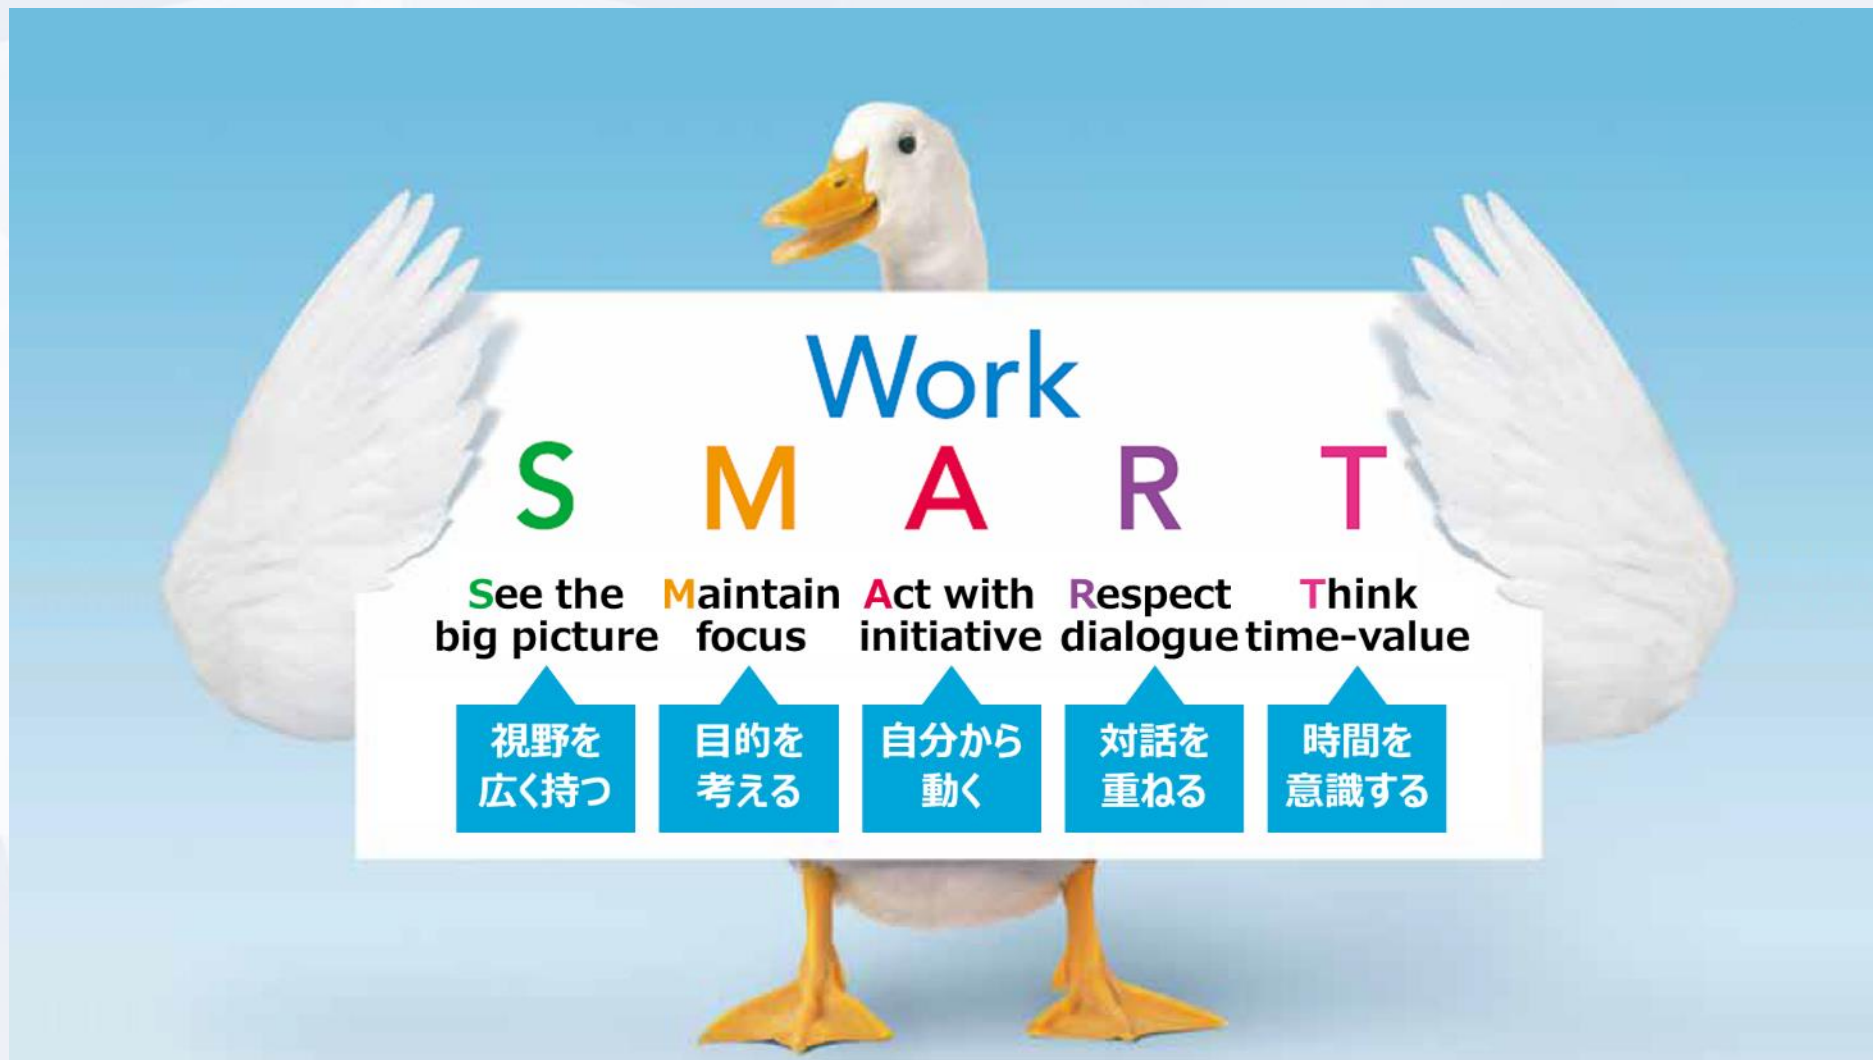 Work
S M A R T
See the big picture
Maintain focus
Act with initiative
Respect dialogue
Think time-value
視野を
広く持つ
目的を
考える
自分から
動く
対話を
重ねる
時間を
意識する